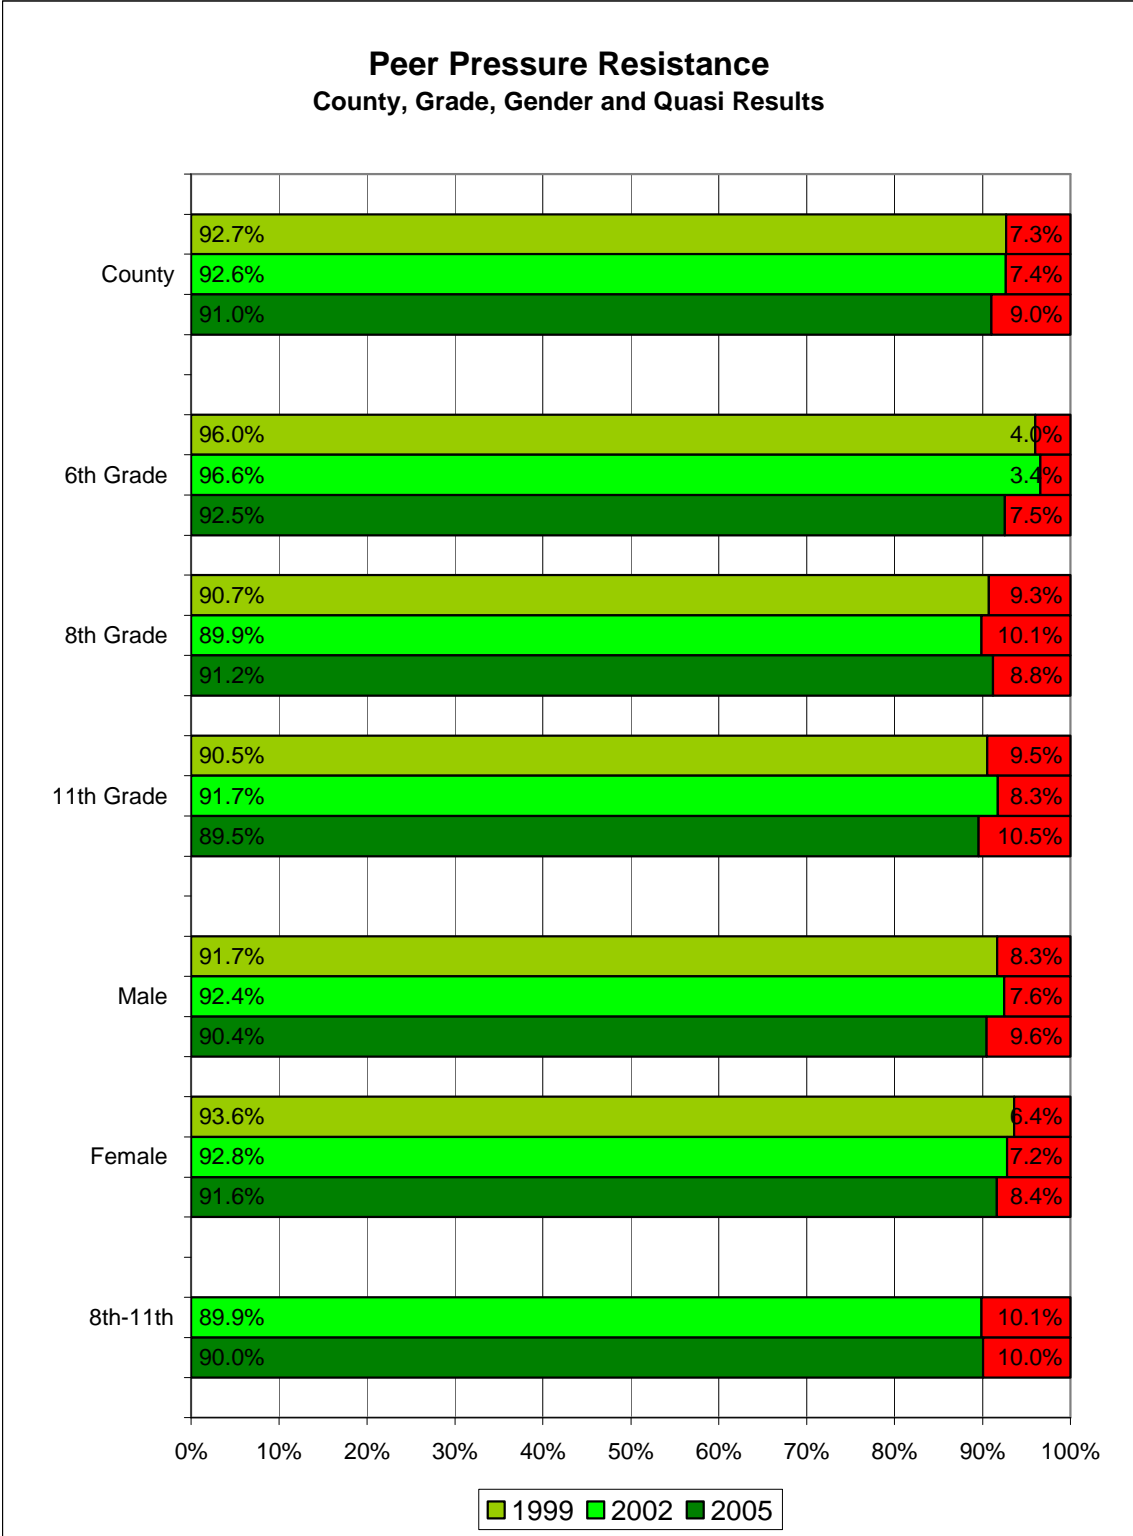 Peer Pressure Resistance
County, Grade, Gender and Quasi Results
92.7% 7.3%
County 92.6% 7.4%
91.0% 9.0%
96.0% 4.0%
6th Grade 96.6% 3.4%
92.5% 7.5%
90.7% 9.3%
8th Grade 89.9% 10.1%
91.2% 8.8%
90.5% 9.5%
11th Grade 91.7% 8.3%
89.5% 10.5%
91.7% 8.3%
Male 92.4% 7.6%
90.4% 9.6%
93.6% 6.4%
Female 92.8% 7.2%
91.6% 8.4%
8th-11th 89.9% 10.1%
90.0% 10.0%
0% 10% 20% 30% 40% 50% 60% 70% 80% 90% 100%
1999 2002 2005